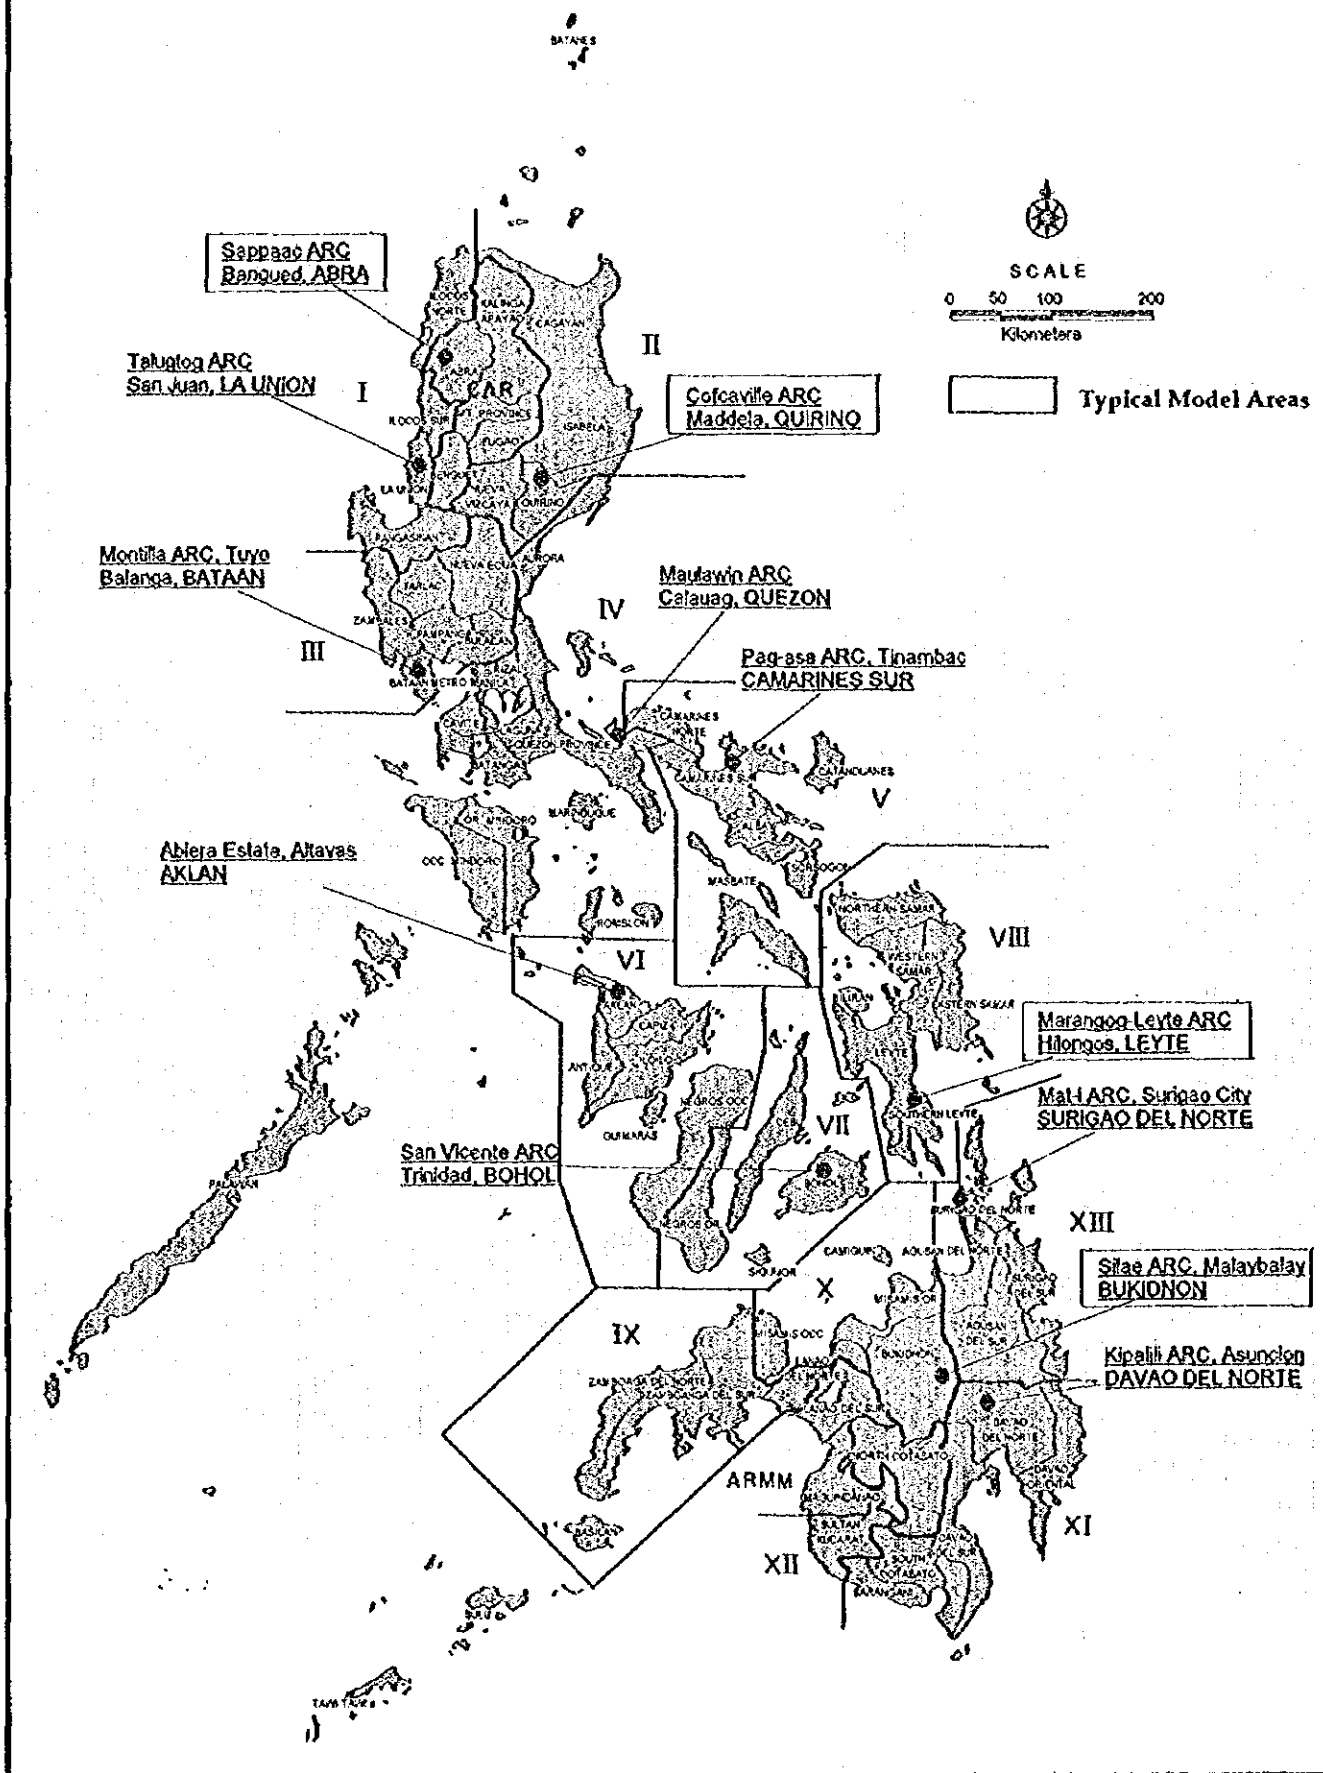 BATANES
Sappaac ARC
Bangued, ABRA
SCALE
0 50 100 200
Kilometers
Typical Model Areas
ILOCOS
NORTE
KALINGA
APAYAO
CAGAYAN
II
Taluglog ARC
San Juan, LA UNION
I
ABRA
CAR
Cofcaville ARC
Maddela, QUIRINO
ILOCOS SUR
MT. PROVINCE
ISABELA
IFUGAO
BENGUET
LA UNION
NUEVA
VIZCAYA
QUIRINO
PANGASINAN
Montilla ARC, Tuyo
Balanga, BATAAN
NUEVA ECIJA
AURORA
TARLAC
Maulawin ARC
Calauag, QUEZON
IV
ZAMBALES
PAMPANGA
BULACAN
III
Pag-asa ARC, Tinambac
CAMARINES SUR
RIZAL
BATAAN
METRO MANILA
CAVITE
LAGUNA
QUEZON PROVINCE
CAMARINES
NORTE
BATANGAS
CAMARINES SUR
CATANDUANES
V
MARINDUQUE
OR. MINDORO
ALBAY
Ablera Estate, Altavas
AKLAN
OCC. MINDORO
SORSOGON
MASBATE
ROMBLON
NORTHERN SAMAR
VIII
VI
WESTERN
SAMAR
AKLAN
BILIRAN
EASTERN SAMAR
CAPIZ
Marangog-Leyte ARC
Hilongos, LEYTE
ILOILO
LEYTE
ANTIQUE
NEGROS OCC
Mat-i ARC, Surigao City
SURIGAO DEL NORTE
CEBU
VII
SOUTHERN LEYTE
GUIMARAS
San Vicente ARC
Trinidad, BOHOL
BOHOL
PALAWAN
SURIGAO DEL NORTE
NEGROS OR.
XIII
CAMIGUIN
AGUSAN DEL NORTE
SIQUIJOR
X
Silae ARC, Malaybalay
BUKIDNON
SURIGAO
DEL SUR
MISAMIS OR
IX
MISAMIS OCC
AGUSAN
DEL SUR
BUKIDNON
LANAO
DEL NORTE
Kipalili ARC, Asuncion
DAVAO DEL NORTE
ZAMBOANGA DEL NORTE
ZAMBOANGA DEL SUR
LANAO DEL SUR
DAVAO
DEL NORTE
NORTH COTABATO
ARMM
DAVAO
ORIENTAL
MAGUINDANAO
SULTAN
KUDARAT
XI
BASILAN
DAVAO
DEL SUR
XII
SOUTH
COTABATO
SARANGANI
SULU
TAWI TAWI